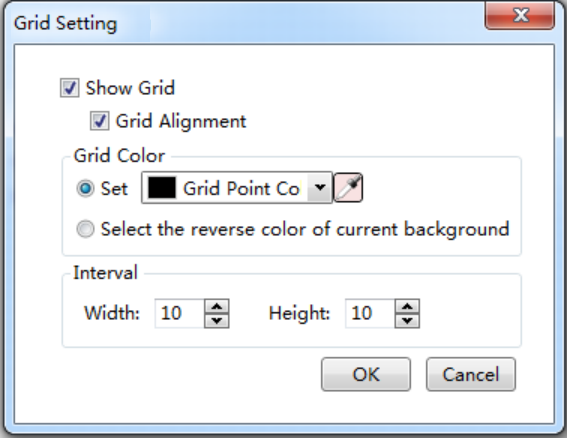 Grid Setting
Show Grid
Grid Alignment
Grid Color
Set Grid Point Co
Select the reverse color of current background
Interval
Width: 10 Height: 10
OK Cancel